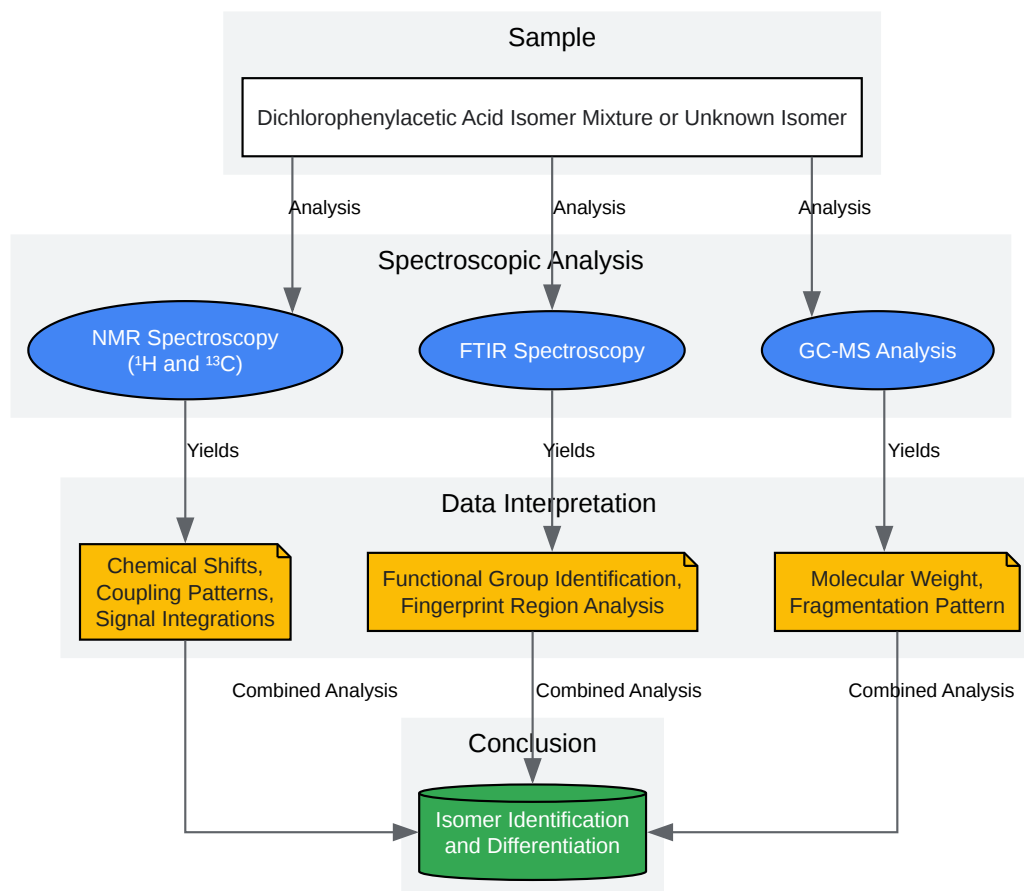 Sample
Dichlorophenylacetic Acid Isomer Mixture or Unknown Isomer
Analysis
Analysis
Analysis
Spectroscopic Analysis
NMR Spectroscopy
(¹H and ¹³C)
FTIR Spectroscopy
GC-MS Analysis
Yields
Yields
Yields
Data Interpretation
Chemical Shifts,
Coupling Patterns,
Signal Integrations
Functional Group Identification,
Fingerprint Region Analysis
Molecular Weight,
Fragmentation Pattern
Combined Analysis
Combined Analysis
Combined Analysis
Conclusion
Isomer Identification
and Differentiation